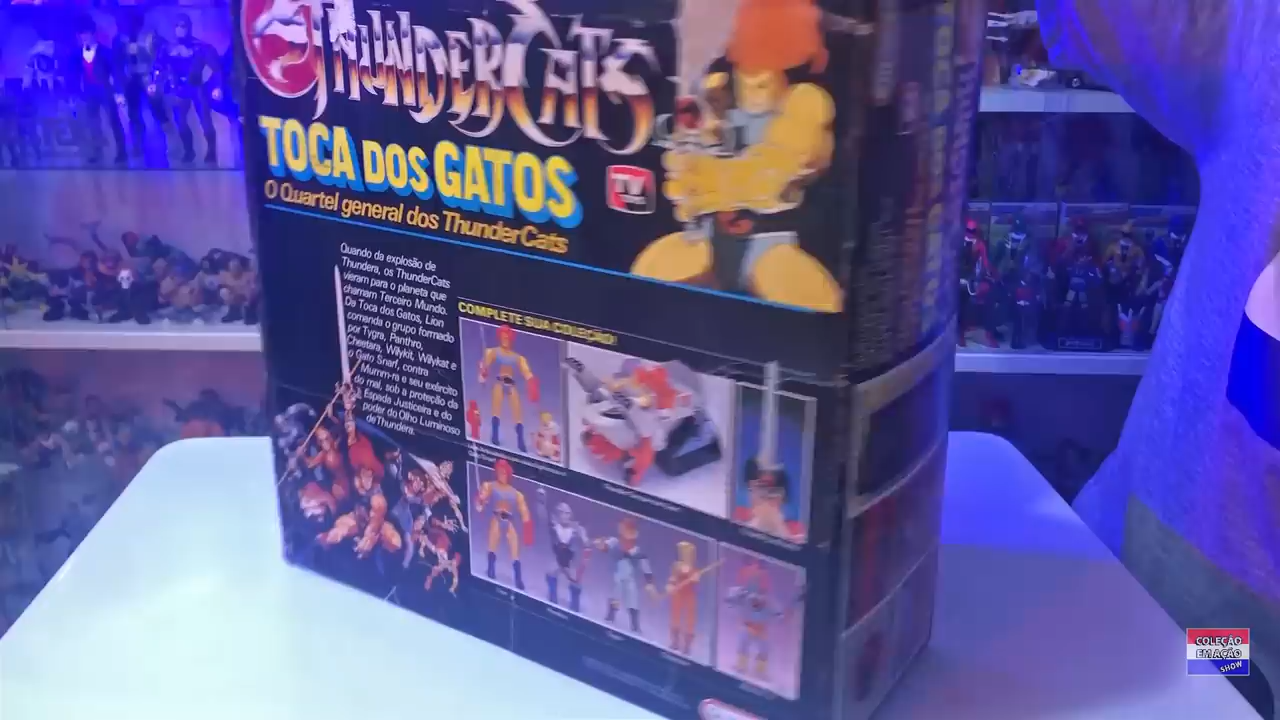 THUNDERCATS
TOCA DOS GATOS
TV
O Quartel general dos ThunderCats
Quando da explosão de
Thundera, os ThunderCats
vieram para o planeta que
chamam Terceiro Mundo.
Da Toca dos Gatos, Lion
comanda o grupo formado
por Tygra, Panthro,
Cheetara, Wilykit, Wilykat e
o Gato Snarf, contra
Mumm-ra e seu exército
do mal, sob a proteção da
Espada Justiceira e do
poder do Olho Luminoso
de Thundera.
COMPLETE SUA COLEÇÃO!
COLEÇÃO
EM AÇÃO
SHOW